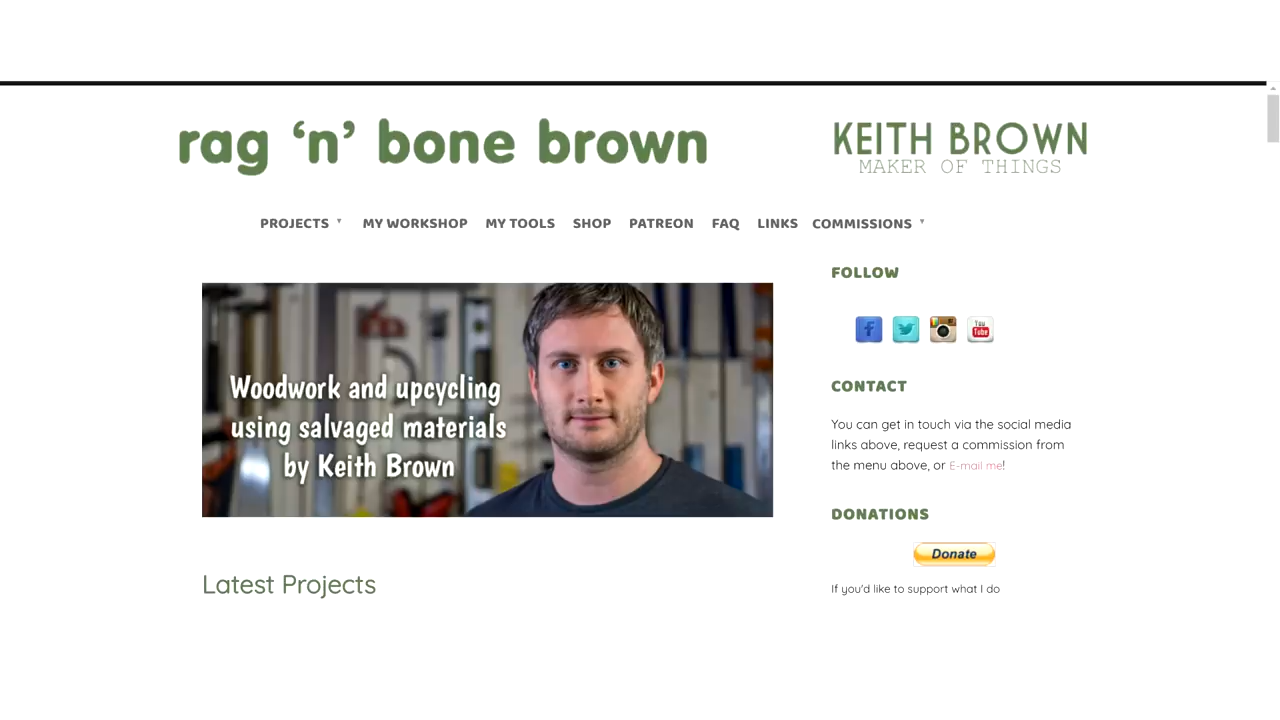 rag ‘n’ bone brown
KEITH BROWN
MAKER OF THINGS
PROJECTS MY WORKSHOP MY TOOLS SHOP PATREON FAQ LINKS COMMISSIONS
Woodwork and upcycling
using salvaged materials
by Keith Brown
Latest Projects
FOLLOW
You
Tube
CONTACT
You can get in touch via the social media
links above, request a commission from
the menu above, or E-mail me!
DONATIONS
Donate
If you'd like to support what I do